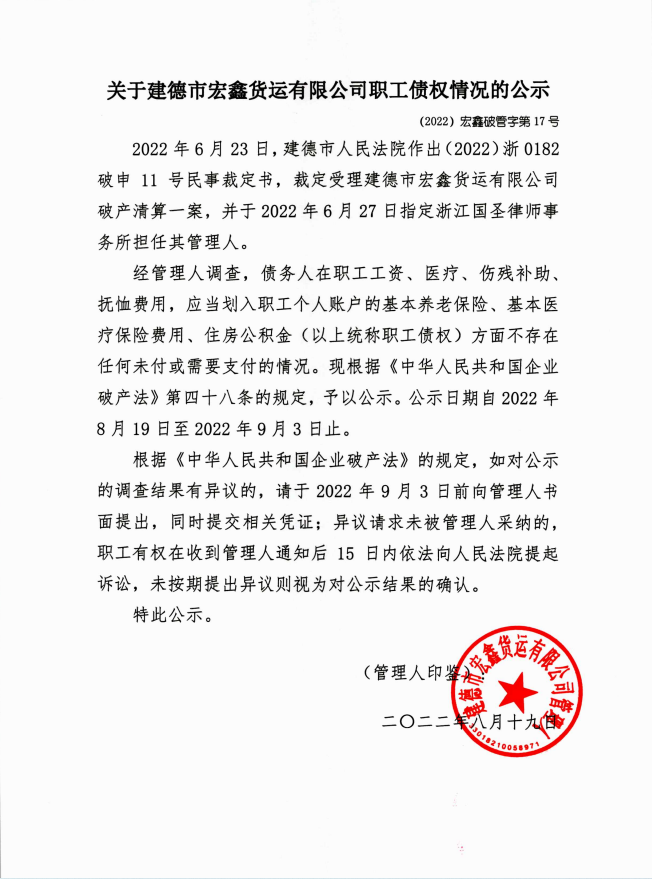 关于建德市宏鑫货运有限公司职工债权情况的公示
(2022) 宏鑫破管字第 17 号
2022 年 6 月 23 日,建德市人民法院作出(2022)浙 0182
破申 11 号民事裁定书,裁定受理建德市宏鑫货运有限公司
破产清算一案,并于 2022 年 6 月 27 日指定浙江国圣律师事
务所担任其管理人。
经管理人调查,债务人在职工工资、医疗、伤残补助、
抚恤费用,应当划入职工个人账户的基本养老保险、基本医
疗保险费用、住房公积金(以上统称职工债权)方面不存在
任何未付或需要支付的情况。现根据《中华人民共和国企业
破产法》第四十八条的规定,予以公示。公示日期自 2022 年
8 月 19 日至 2022 年 9 月 3 日止。
根据《中华人民共和国企业破产法》的规定,如对公示
的调查结果有异议的,请于 2022 年 9 月 3 日前向管理人书
面提出,同时提交相关凭证;异议请求未被管理人采纳的,
职工有权在收到管理人通知后 15 日内依法向人民法院提起
诉讼,未按期提出异议则视为对公示结果的确认。
特此公示。
(管理人印鉴)
二〇二二年八月十九日
建德市宏鑫货运有限公司管理人
33018210058971